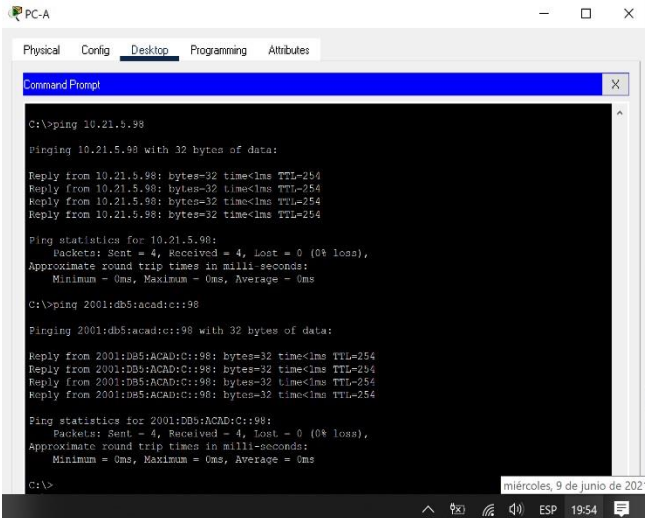 PC-A
Physical Config Desktop Programming Attributes
Command Prompt X
C:\>ping 10.21.5.98
Pinging 10.21.5.98 with 32 bytes of data:
Reply from 10.21.5.98: bytes=32 time<1ms TTL=254
Reply from 10.21.5.98: bytes=32 time<1ms TTL=254
Reply from 10.21.5.98: bytes=32 time<1ms TTL=254
Reply from 10.21.5.98: bytes=32 time<1ms TTL=254
Ping statistics for 10.21.5.98:
Packets: Sent = 4, Received = 4, Lost = 0 (0% loss),
Approximate round trip times in milli-seconds:
Minimum = 0ms, Maximum = 0ms, Average = 0ms
C:\>ping 2001:db5:acad:c::98
Pinging 2001:db5:acad:c::98 with 32 bytes of data:
Reply from 2001:DB5:ACAD:C::98: bytes=32 time<1ms TTL=254
Reply from 2001:DB5:ACAD:C::98: bytes=32 time<1ms TTL=254
Reply from 2001:DB5:ACAD:C::98: bytes=32 time<1ms TTL=254
Reply from 2001:DB5:ACAD:C::98: bytes=32 time<1ms TTL=254
Ping statistics for 2001:DB5:ACAD:C::98:
Packets: Sent = 4, Received = 4, Lost = 0 (0% loss),
Approximate round trip times in milli-seconds:
Minimum = 0ms, Maximum = 0ms, Average = 0ms
C:\>
miércoles, 9 de junio de 202
ESP 19:54